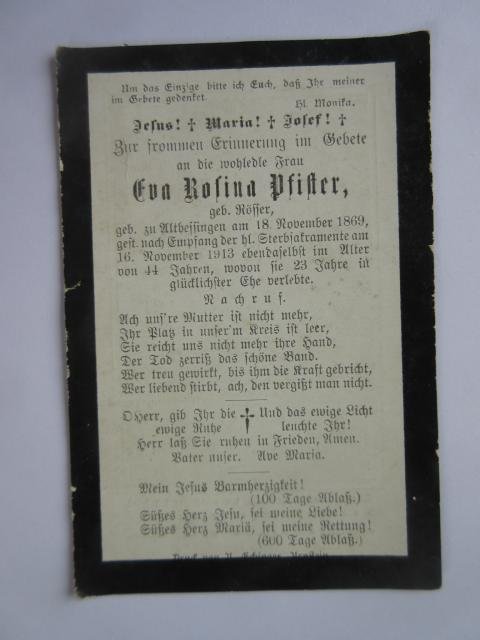 Um das Einzige bitte ich Euch, daß Ihr meiner
im Gebete gedenket.
Hl. Monika.
Jesus! † Maria! † Josef! †
Zur frommen Erinnerung im Gebete
an die wohledle Frau
Eva Rosina Pfister,
geb. Rösser,
geb. zu Altbessingen am 18. November 1869,
gest. nach Empfang der hl. Sterbsakramente am
16. November 1913 ebendaselbst im Alter
von 44 Jahren, wovon sie 23 Jahre in
glücklichster Ehe verlebte.
Nachruf.
Ach uns're Mutter ist nicht mehr,
Ihr Platz in unser'm Kreis ist leer,
Sie reicht uns nicht mehr ihre Hand,
Der Tod zerriß das schöne Band.
Wer treu gewirkt, bis ihm die Kraft gebricht,
Wer liebend stirbt, ach, den vergißt man nicht.
O Herr, gib Ihr die † Und das ewige Licht
ewige Ruhe leuchte Ihr!
Herr laß Sie ruhen in Frieden, Amen.
Vater unser. Ave Maria.
Mein Jesus Barmherzigkeit!
(100 Tage Ablaß.)
Süßes Herz Jesu, sei meine Liebe!
Süßes Herz Mariä, sei meine Rettung!
(600 Tage Ablaß.)
Druck von